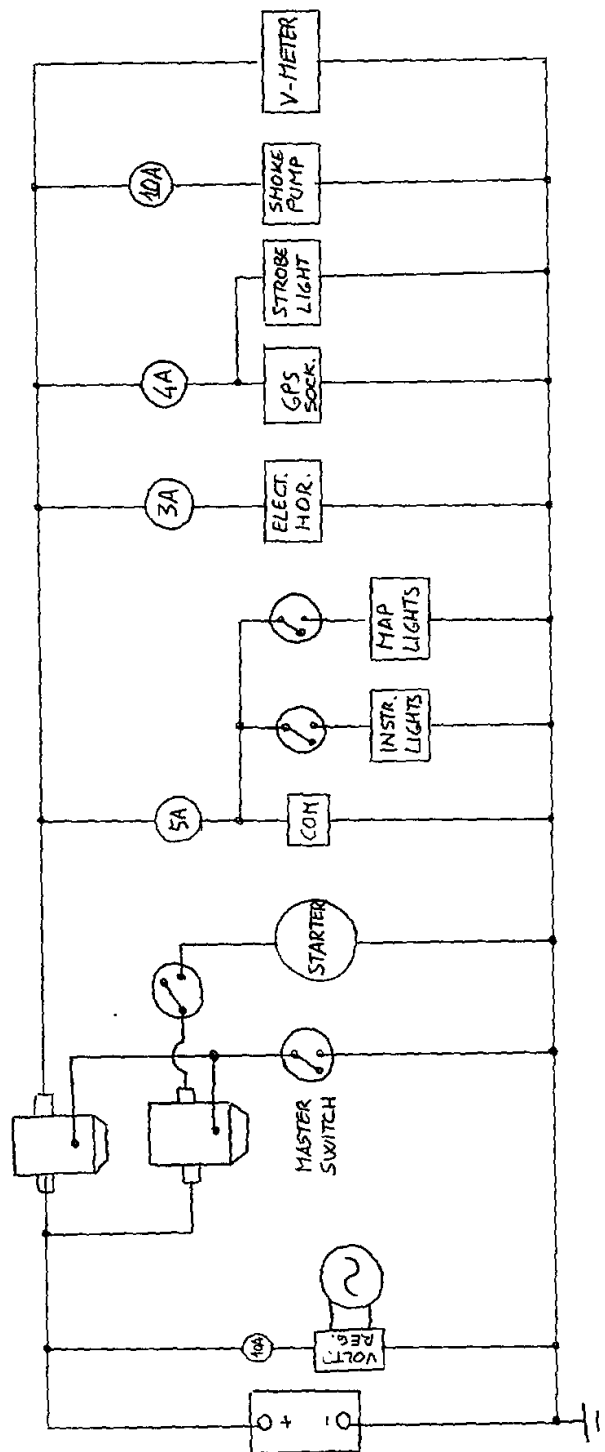 +
-
10A
VOLT.
REG.
MASTER
SWITCH
STARTER
5A
COM
INSTR.
LIGHTS
MAP
LIGHTS
3A
ELECT.
HOR.
4A
GPS
SOCK.
STROBE
LIGHT
10A
SMOKE
PUMP
V-METER